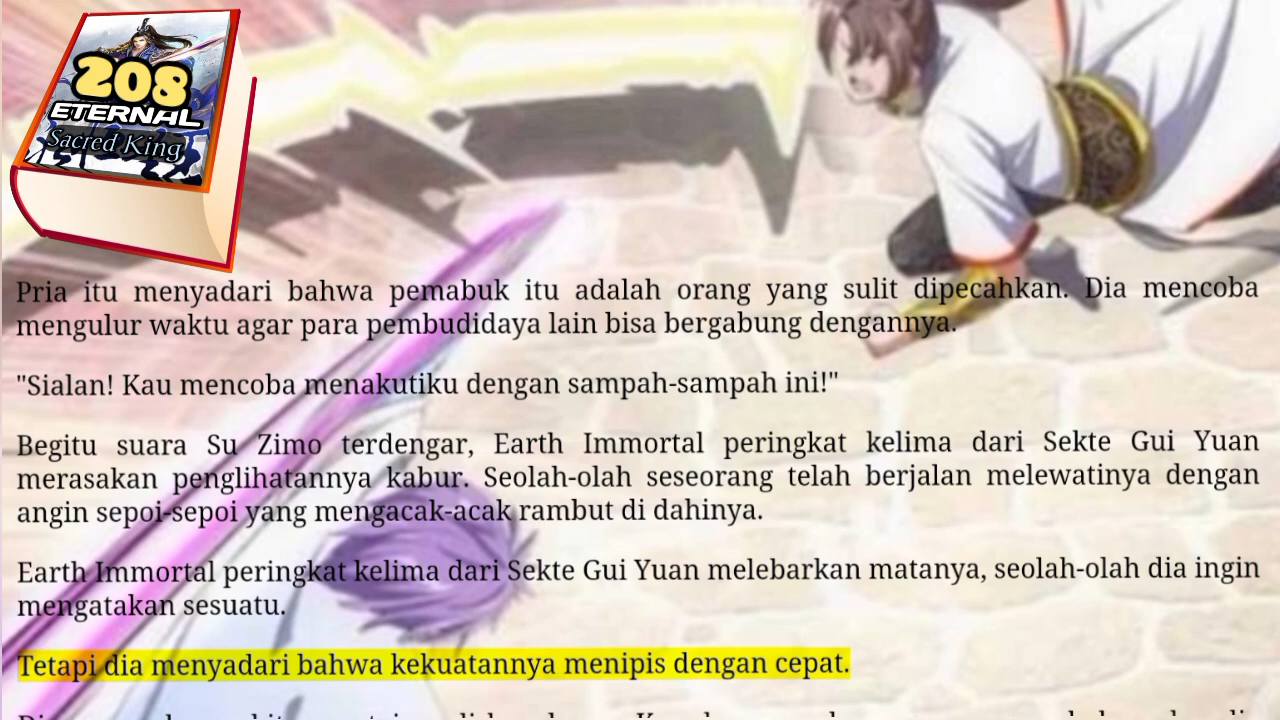 208
ETERNAL
Sacred King
Pria itu menyadari bahwa pemabuk itu adalah orang yang sulit dipecahkan. Dia mencoba
mengulur waktu agar para pembudidaya lain bisa bergabung dengannya.
"Sialan! Kau mencoba menakutiku dengan sampah-sampah ini!"
Begitu suara Su Zimo terdengar, Earth Immortal peringkat kelima dari Sekte Gui Yuan
merasakan penglihatannya kabur. Seolah-olah seseorang telah berjalan melewatinya dengan
angin sepoi-sepoi yang mengacak-acak rambut di dahinya.
Earth Immortal peringkat kelima dari Sekte Gui Yuan melebarkan matanya, seolah-olah dia ingin
mengatakan sesuatu.
Tetapi dia menyadari bahwa kekuatannya menipis dengan cepat.